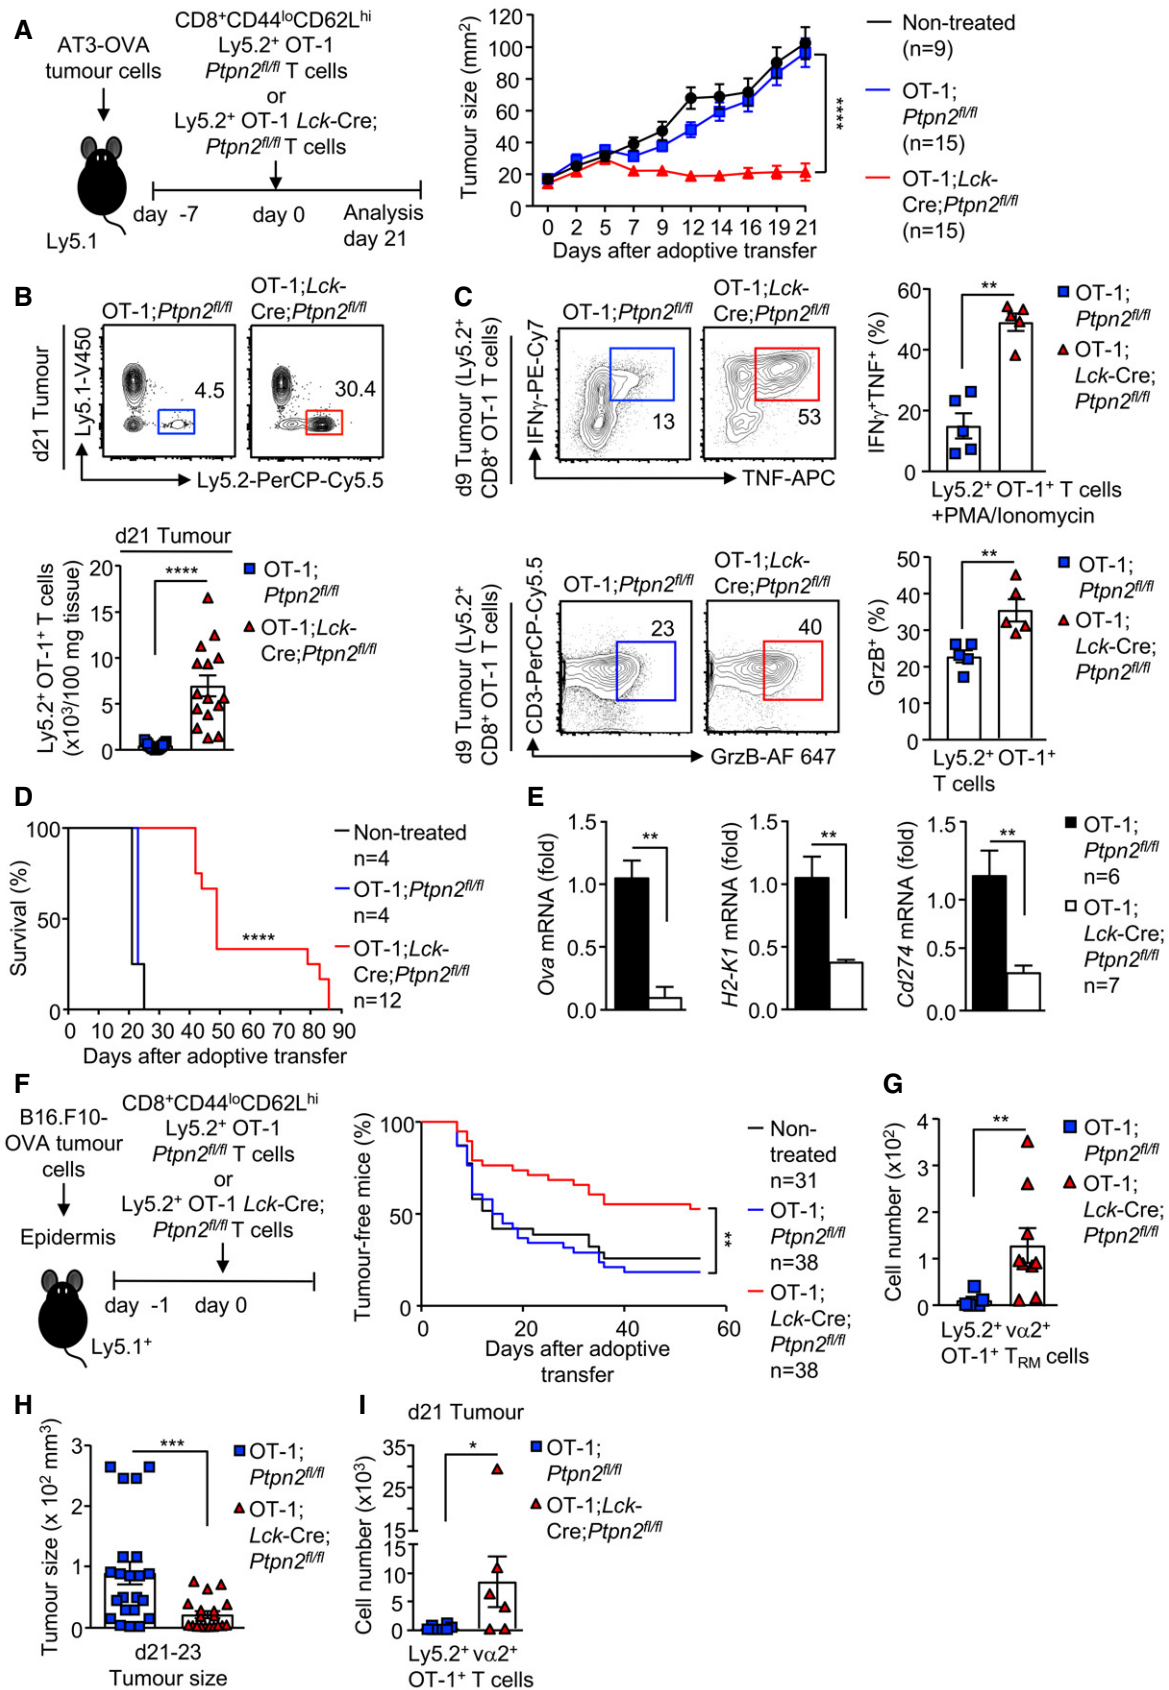 A
AT3-OVA
tumour cells
Ly5.1
CD8⁺CD44ˡᵒCD62Lʰⁱ
Ly5.2⁺ OT-1
Ptpn2fl/fl T cells
or
Ly5.2⁺ OT-1 Lck-Cre;
Ptpn2fl/fl T cells
day -7
day 0
Analysis
day 21
Tumour size (mm²)
120
100
80
60
40
20
0
0 2 5 7 9 12 14 16 19 21
Days after adoptive transfer
****
Non-treated
(n=9)
OT-1;
Ptpn2fl/fl
(n=15)
OT-1;Lck-
Cre;Ptpn2fl/fl
(n=15)
B
d21 Tumour
OT-1;Ptpn2fl/fl
OT-1;Lck-
Cre;Ptpn2fl/fl
Ly5.1-V450
4.5
30.4
Ly5.2-PerCP-Cy5.5
d21 Tumour
Ly5.2⁺ OT-1⁺ T cells
(x10³/100 mg tissue)
20
15
10
5
0
****
OT-1;
Ptpn2fl/fl
OT-1;Lck-
Cre;Ptpn2fl/fl
C
d9 Tumour (Ly5.2⁺
CD8⁺ OT-1 T cells)
OT-1;Ptpn2fl/fl
OT-1;Lck-
Cre;Ptpn2fl/fl
IFNγ-PE-Cy7
13
53
TNF-APC
IFNγ⁺TNF⁺ (%)
60
40
20
0
**
Ly5.2⁺ OT-1⁺ T cells
+PMA/Ionomycin
OT-1;
Ptpn2fl/fl
OT-1;
Lck-Cre;
Ptpn2fl/fl
d9 Tumour (Ly5.2⁺
CD8⁺ OT-1 T cells)
OT-1;Ptpn2fl/fl
OT-1;Lck-
Cre;Ptpn2fl/fl
CD3-PerCP-Cy5.5
23
40
GrzB-AF 647
GrzB⁺ (%)
50
40
30
20
10
0
**
Ly5.2⁺ OT-1⁺
T cells
OT-1;
Ptpn2fl/fl
OT-1;
Lck-Cre;
Ptpn2fl/fl
D
Survival (%)
100
50
0
0 10 20 30 40 50 60 70 80 90
Days after adoptive transfer
****
Non-treated
n=4
OT-1;Ptpn2fl/fl
n=4
OT-1;Lck-
Cre;Ptpn2fl/fl
n=12
E
Ova mRNA (fold)
1.5
1.0
0.5
0.0
**
H2-K1 mRNA (fold)
1.5
1.0
0.5
0.0
**
Cd274 mRNA (fold)
1.5
1.0
0.5
0.0
**
OT-1;
Ptpn2fl/fl
n=6
OT-1;
Lck-Cre;
Ptpn2fl/fl
n=7
F
B16.F10-
OVA tumour
cells
Epidermis
Ly5.1⁺
CD8⁺CD44ˡᵒCD62Lʰⁱ
Ly5.2⁺ OT-1
Ptpn2fl/fl T cells
or
Ly5.2⁺ OT-1 Lck-Cre;
Ptpn2fl/fl T cells
day -1
day 0
Tumour-free mice (%)
100
50
0
0 20 40 60
Days after adoptive
transfer
**
Non-
treated
n=31
OT-1;
Ptpn2fl/fl
n=38
OT-1;
Lck-Cre;
Ptpn2fl/fl
n=38
G
Cell number (x10²)
4
3
2
1
0
**
Ly5.2⁺ vα2⁺
OT-1⁺ TRM cells
OT-1;
Ptpn2fl/fl
OT-1;
Lck-Cre;
Ptpn2fl/fl
H
Tumour size (x 10² mm³)
3
2
1
0
***
d21-23
Tumour size
OT-1;
Ptpn2fl/fl
OT-1;
Lck-Cre;
Ptpn2fl/fl
I
d21 Tumour
Cell number (x10³)
35
25
15
15
10
5
0
*
Ly5.2⁺ vα2⁺
OT-1⁺ T cells
OT-1;
Ptpn2fl/fl
OT-1;Lck-
Cre;Ptpn2fl/fl